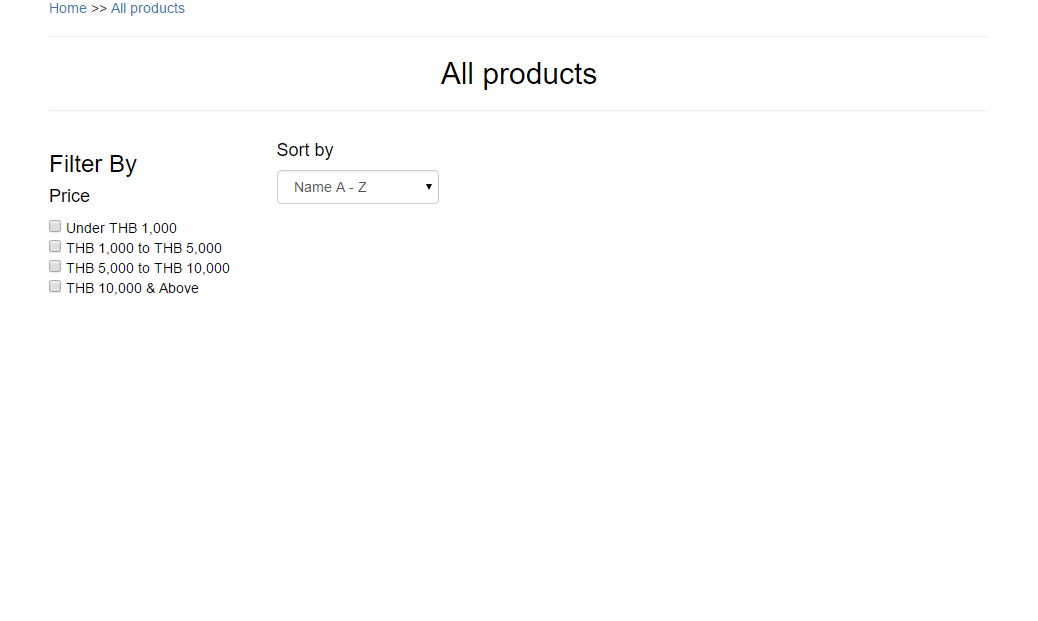 Home >> All products
All products
Filter By
Price
Under THB 1,000
THB 1,000 to THB 5,000
THB 5,000 to THB 10,000
THB 10,000 & Above
Sort by
Name A - Z